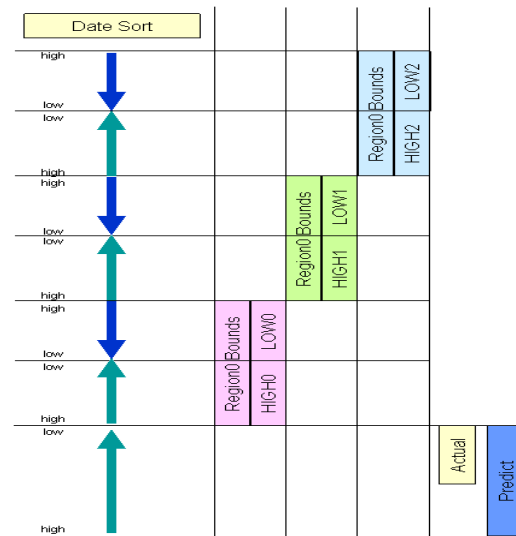 Date Sort
high
low
low
high
high
low
low
high
high
low
high
low
high
Region0 Bounds
LOW2
HIGH2
Region0 Bounds
LOW1
HIGH1
Region0 Bounds
LOW0
HIGH0
Actual
Predict